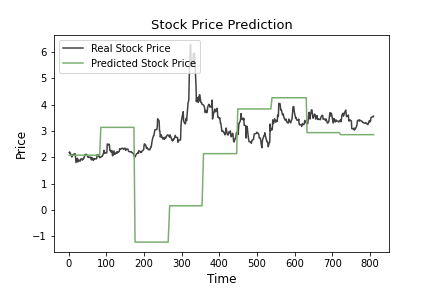 Stock Price Prediction
Real Stock Price
Predicted Stock Price
Price
6
5
4
3
2
1
0
−1
0 100 200 300 400 500 600 700 800
Time